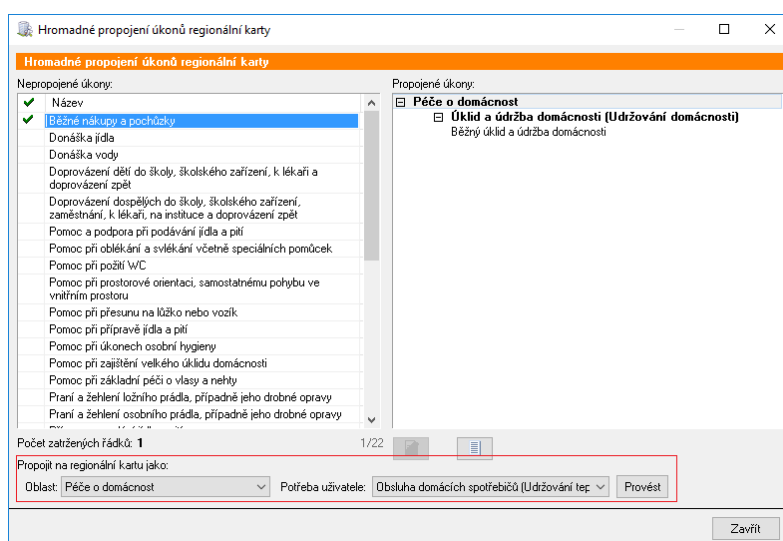 Hromadné propojení úkonů regionální karty
Hromadné propojení úkonů regionální karty
Nepropojené úkony:
Název
Běžné nákupy a pochůzky
Donáška jídla
Donáška vody
Doprovázení dětí do školy, školského zařízení, k lékaři a
doprovázení zpět
Doprovázení dospělých do školy, školského zařízení,
zaměstnání, k lékaři, na instituce a doprovázení zpět
Pomoc a podpora při podávání jídla a pití
Pomoc při oblékání a svlékání včetně speciálních pomůcek
Pomoc při požití WC
Pomoc při prostorové orientaci, samostatnému pohybu ve
vnitřním prostoru
Pomoc při přesunu na lůžko nebo vozík
Pomoc při přípravě jídla a pití
Pomoc při úkonech osobní hygieny
Pomoc při zajištění velkého úklidu domácnosti
Pomoc při základní péči o vlasy a nehty
Praní a žehlení ložního prádla, případně jeho drobné opravy
Praní a žehlení osobního prádla, případně jeho drobné opravy
Propojené úkony:
Péče o domácnost
Úklid a údržba domácnosti (Udržování domácnosti)
Běžný úklid a údržba domácnosti
Počet zatržených řádků: 1
1/22
Propojit na regionální kartu jako:
Oblast: Péče o domácnost Potřeba uživatele: Obsluha domácích spotřebičů (Udržování tep Provést
Zavřít